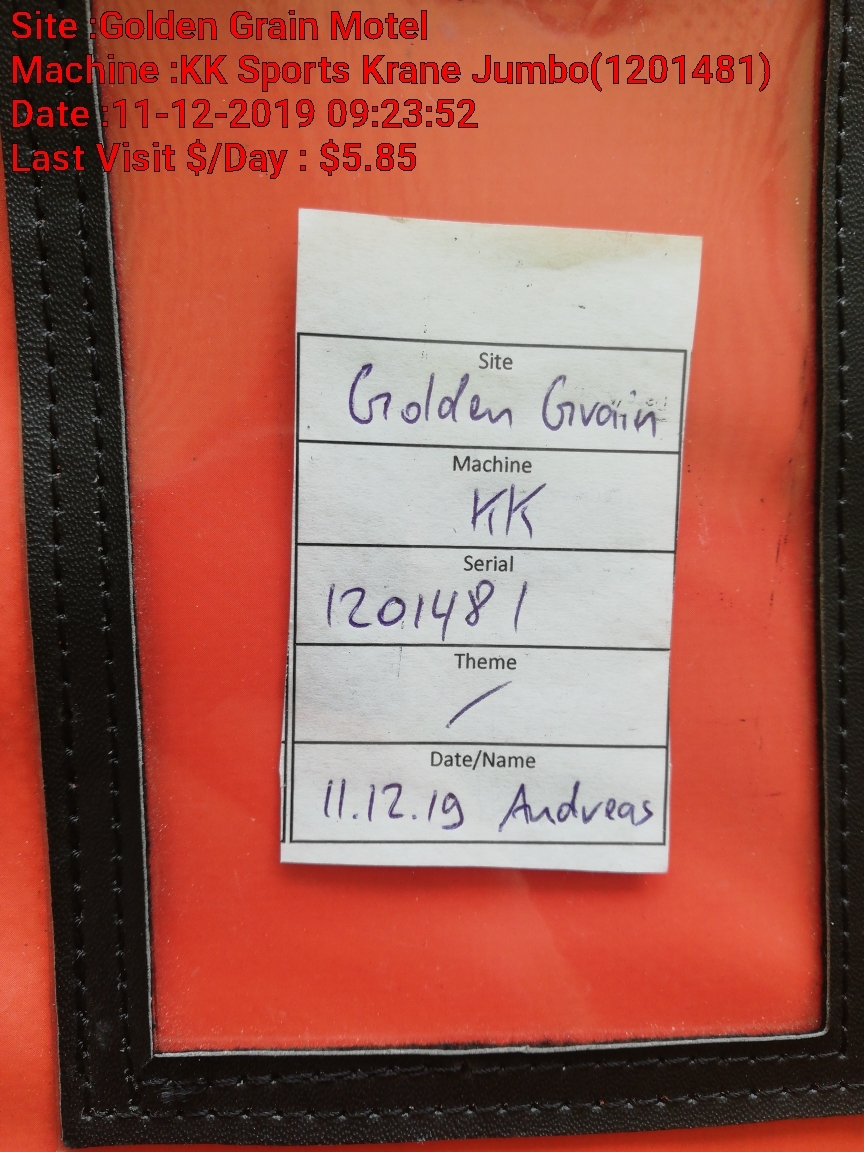 Site :Golden Grain Motel
Machine :KK Sports Krane Jumbo(1201481)
Date :11-12-2019 09:23:52
Last Visit $/Day : $5.85
Site
Golden Grain
Machine
KK
Serial
1201481
Theme
/
Date/Name
11.12.19 Andreas